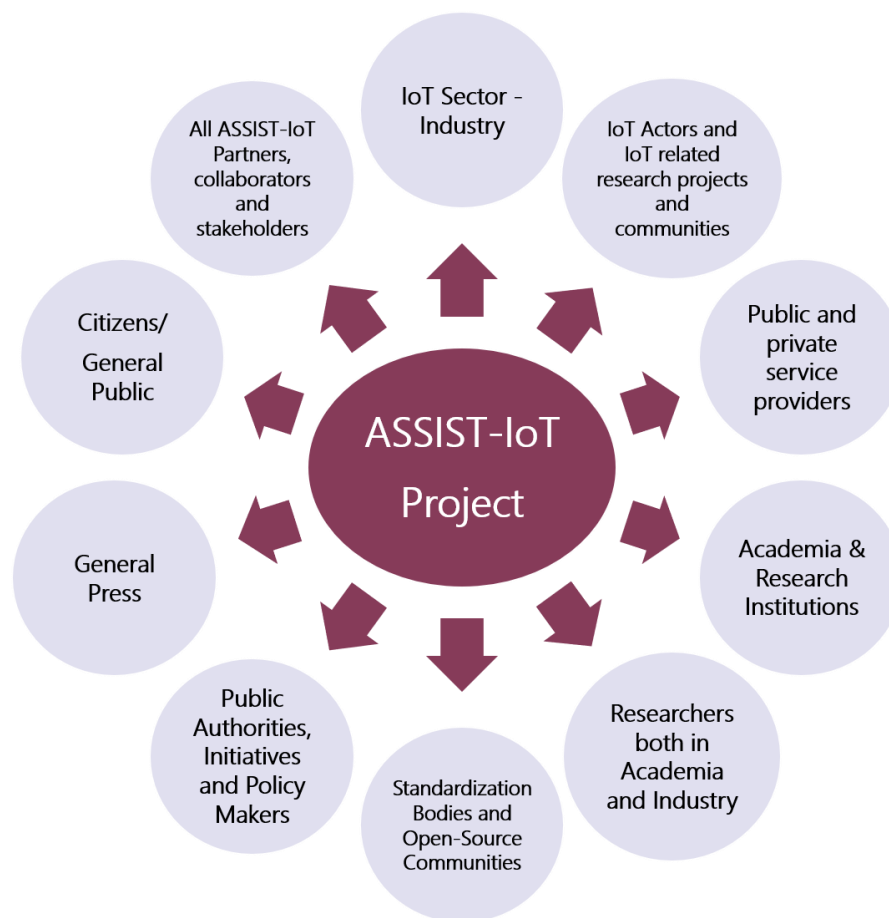 IoT Sector -
Industry
IoT Actors and
IoT related
research projects
and
communities
Public and
private
service
providers
Academia &
Research
Institutions
Researchers
both in
Academia
and Industry
Standardization
Bodies and
Open-Source
Communities
Public
Authorities,
Initiatives
and Policy
Makers
General
Press
Citizens/
General
Public
All ASSIST-IoT
Partners,
collaborators
and
stakeholders
ASSIST-IoT
Project